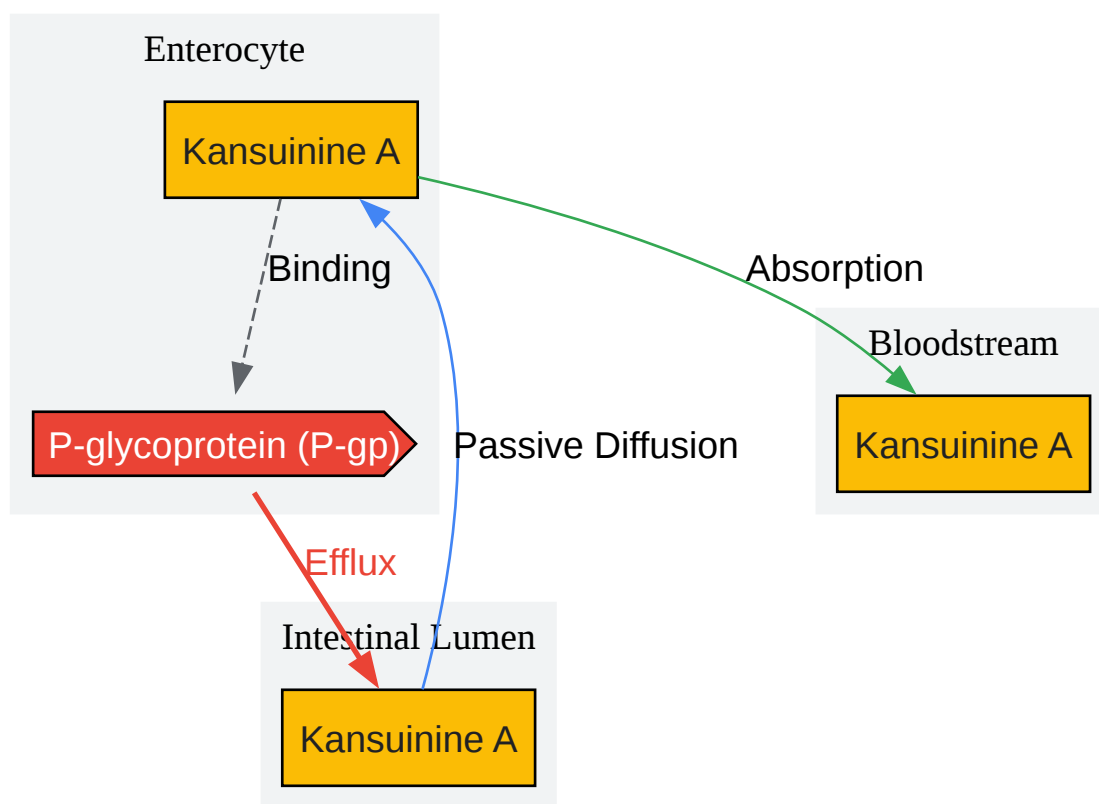 Enterocyte
Kansuinine A
Binding
Absorption
Bloodstream
P-glycoprotein (P-gp)
Passive Diffusion
Kansuinine A
Efflux
Intestinal Lumen
Kansuinine A